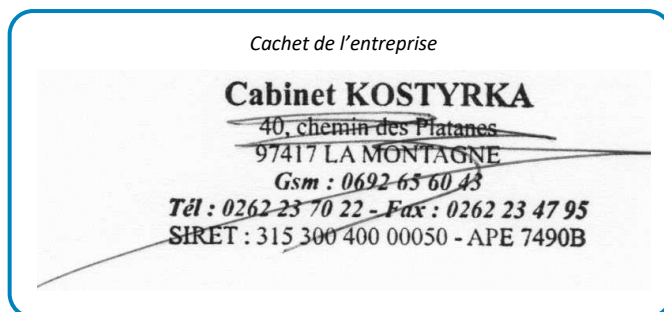 Cachet de l'entreprise
Cabinet KOSTYRKA
40, chemin des Platanes
97417 LA MONTAGNE
Gsm : 0692 65 60 43
Tél : 0262 23 70 22 - Fax : 0262 23 47 95
SIRET : 315 300 400 00050 - APE 7490B